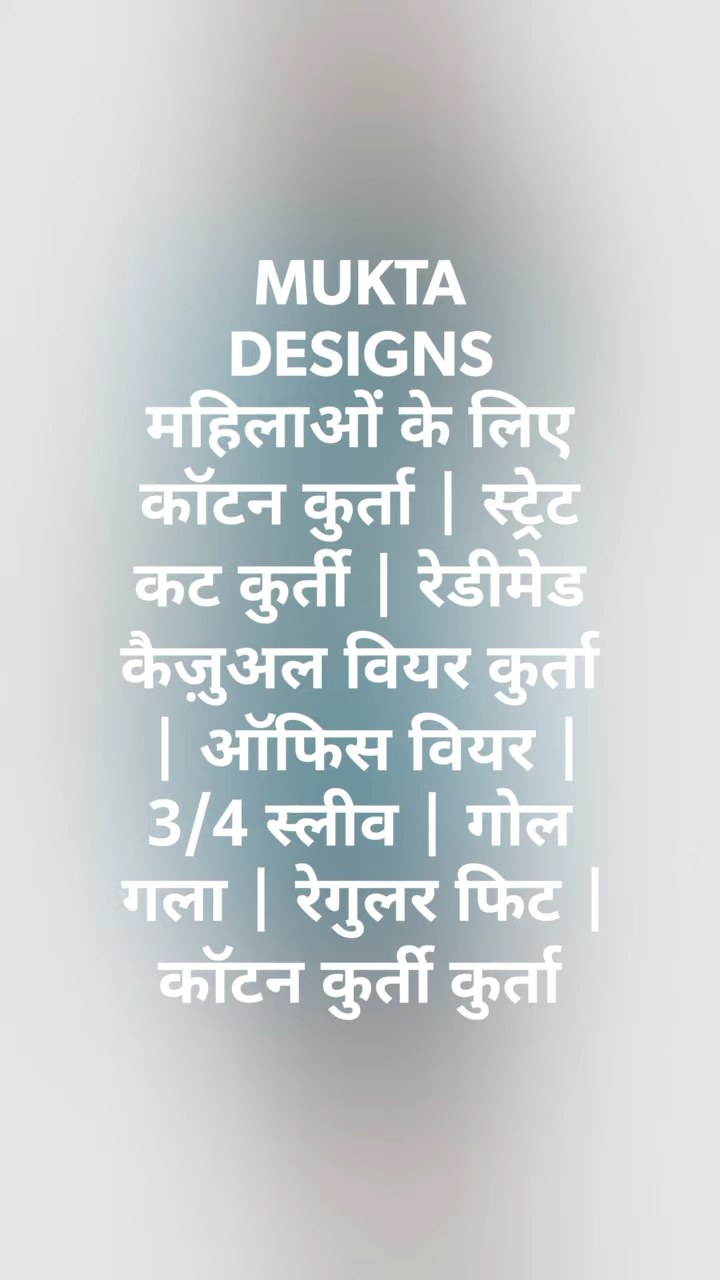 MUKTA
DESIGNS
महिलाओं के लिए
कॉटन कुर्ता | स्ट्रेट
कट कुर्ती | रेडीमेड
कैज़ुअल वियर कुर्ता
| ऑफिस वियर |
3/4 स्लीव | गोल
गला | रेगुलर फिट |
कॉटन कुर्ती कुर्ता